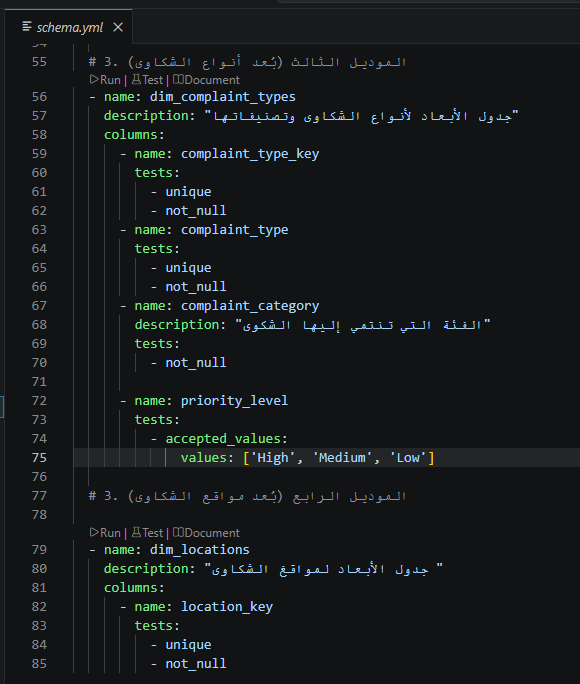 schema.yml
54
55 # 3. الموديل الثالث (بُعد أنواع الشكاوى)
Run | Test | Document
56 - name: dim_complaint_types
57 description: "جدول الأبعاد لأنواع الشكاوى وتصنيفاتها"
58 columns:
59 - name: complaint_type_key
60 tests:
61 - unique
62 - not_null
63 - name: complaint_type
64 tests:
65 - unique
66 - not_null
67 - name: complaint_category
68 description: "الفئة التي تنتهي إليها الشكوى"
69 tests:
70 - not_null
71
72 - name: priority_level
73 tests:
74 - accepted_values:
75 values: ['High', 'Medium', 'Low']
76
77 # 3. الموديل الرابع (بُعد مواقع الشكاوى)
78
Run | Test | Document
79 - name: dim_locations
80 description: "جدول الأبعاد لمواقغ الشكاوى "
81 columns:
82 - name: location_key
83 tests:
84 - unique
85 - not_null